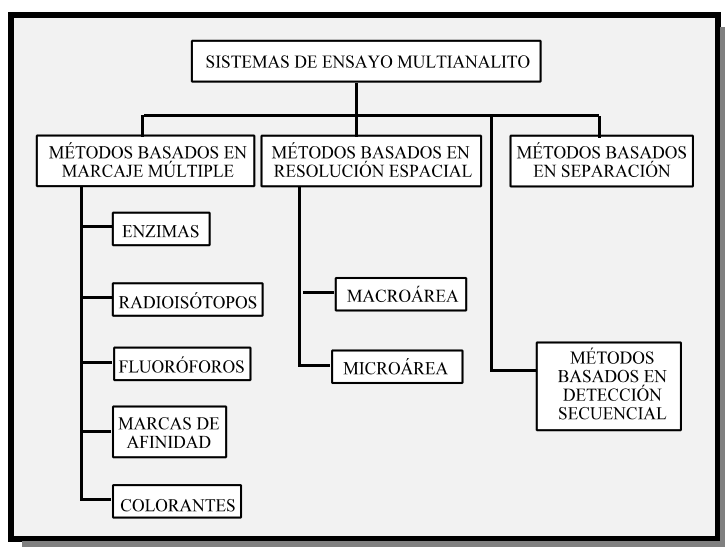 SISTEMAS DE ENSAYO MULTIANALITO
MÉTODOS BASADOS EN
MARCAJE MÚLTIPLE
MÉTODOS BASADOS EN
RESOLUCIÓN ESPACIAL
MÉTODOS BASADOS
EN SEPARACIÓN
ENZIMAS
RADIOISÓTOPOS
FLUORÓFOROS
MARCAS DE
AFINIDAD
COLORANTES
MACROÁREA
MICROÁREA
MÉTODOS
BASADOS EN
DETECCIÓN
SECUENCIAL